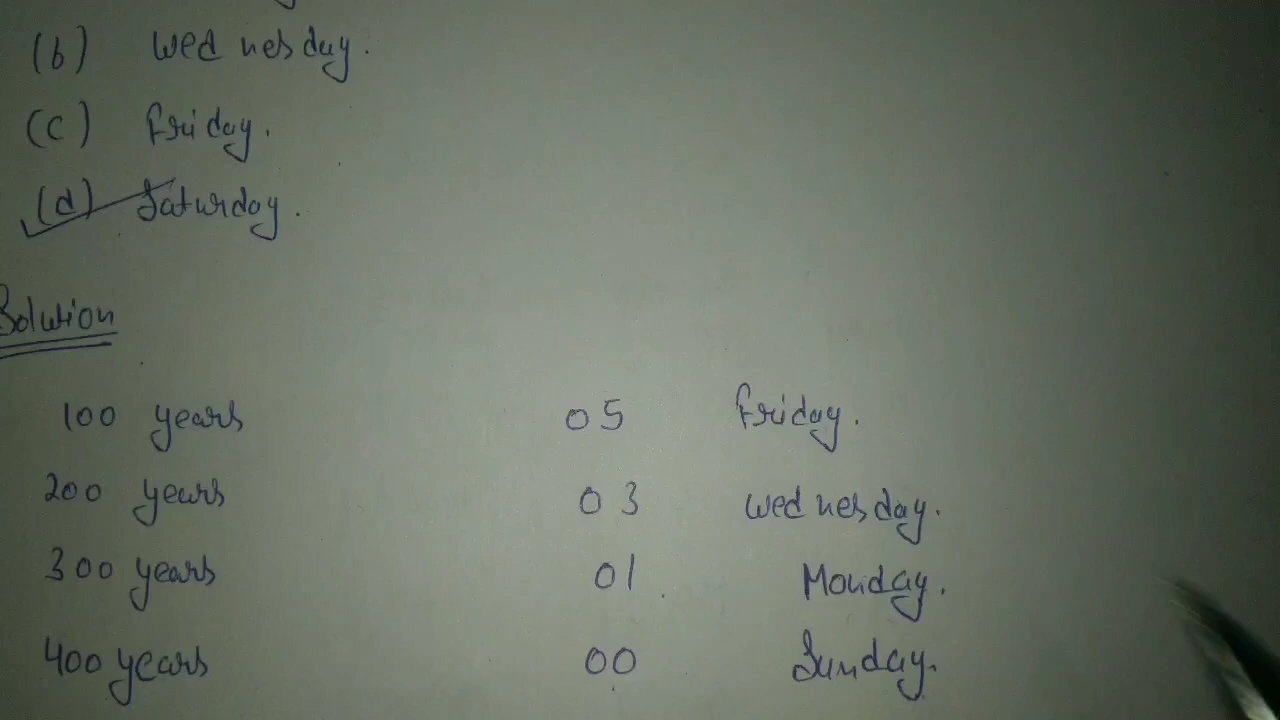 (b) Wednesday.
(c) Friday.
(d) Saturday.
Solution
100 years 05 Friday.
200 years 03 Wednesday.
300 years 01 Monday.
400 years 00 Sunday.